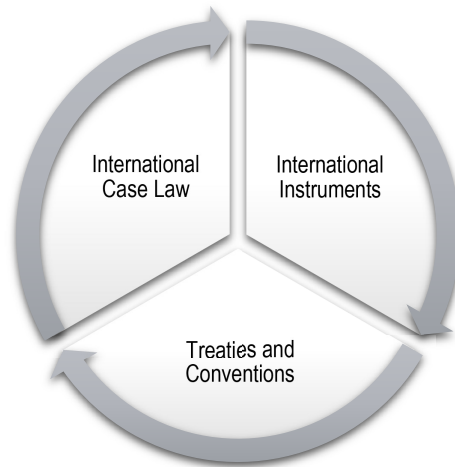 International
Case Law
International
Instruments
Treaties and
Conventions